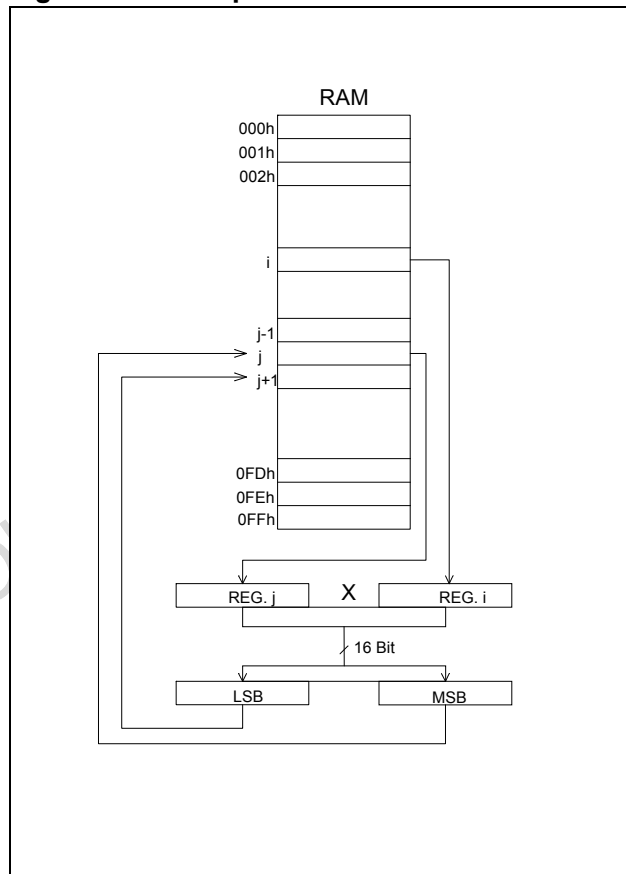 RAM
000h
001h
002h
i
j-1
j
j+1
0FDh
0FEh
0FFh
REG. j X REG. i
16 Bit
LSB MSB